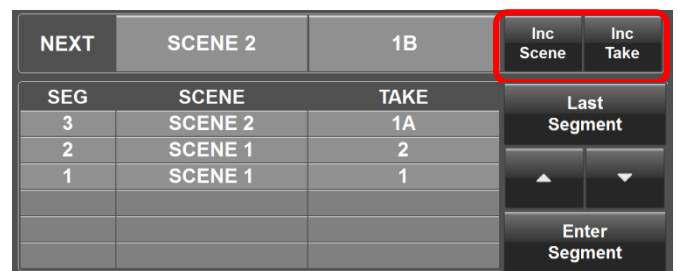 NEXT SCENE 2 1B Inc Scene Inc Take
SEG SCENE TAKE
3 SCENE 2 1A
2 SCENE 1 2
1 SCENE 1 1
Last Segment
Enter Segment